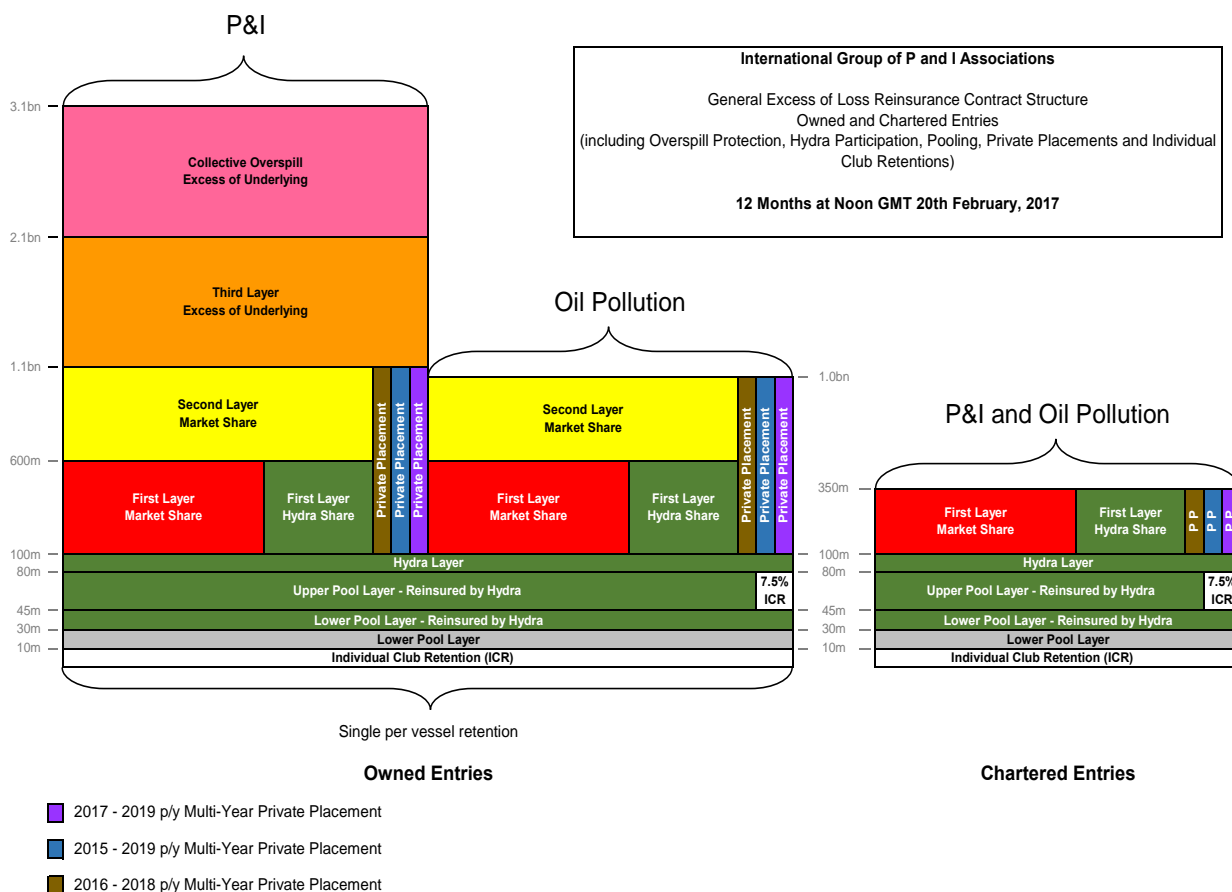 P&I
International Group of P and I Associations
General Excess of Loss Reinsurance Contract Structure
Owned and Chartered Entries
(including Overspill Protection, Hydra Participation, Pooling, Private Placements and Individual
Club Retentions)
12 Months at Noon GMT 20th February, 2017
3.1bn
Collective Overspill
Excess of Underlying
2.1bn
Third Layer
Excess of Underlying
Oil Pollution
1.1bn
1.0bn
Second Layer
Market Share
Private Placement
Private Placement
Private Placement
Second Layer
Market Share
Private Placement
Private Placement
Private Placement
P&I and Oil Pollution
600m
First Layer
Market Share
First Layer
Hydra Share
First Layer
Market Share
First Layer
Hydra Share
350m
First Layer
Market Share
First Layer
Hydra Share
P P
P P
P P
100m
Hydra Layer
100m
Hydra Layer
80m
Upper Pool Layer - Reinsured by Hydra
7.5%
ICR
80m
Upper Pool Layer - Reinsured by Hydra
7.5%
ICR
45m
Lower Pool Layer - Reinsured by Hydra
45m
Lower Pool Layer - Reinsured by Hydra
30m
Lower Pool Layer
30m
Lower Pool Layer
10m
Individual Club Retention (ICR)
10m
Individual Club Retention (ICR)
Single per vessel retention
Owned Entries
Chartered Entries
2017 - 2019 p/y Multi-Year Private Placement
2015 - 2019 p/y Multi-Year Private Placement
2016 - 2018 p/y Multi-Year Private Placement